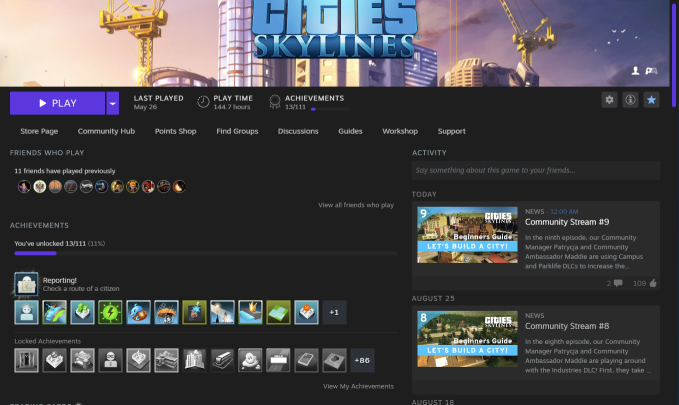 CITIES
SKYLINES
PLAY
LAST PLAYED
May 26
PLAY TIME
144.7 hours
ACHIEVEMENTS
13/111
Store Page
Community Hub
Points Shop
Find Groups
Discussions
Guides
Workshop
Support
FRIENDS WHO PLAY
11 friends have played previously
View all friends who play
ACHIEVEMENTS
You've unlocked 13/111 (11%)
Reporting!
Check a route of a citizen
+1
Locked Achievements
+86
View My Achievements
ACTIVITY
Say something about this game to your friends...
TODAY
9
CITIES
SKYLINES
Beginners Guide
LET'S BUILD A CITY!
NEWS - 12:00 AM
Community Stream #9
In the ninth episode, our Community
Manager Patrycja and Community
Ambassador Madde are using Campus
and Parklife DLCs to increase the...
2
109
AUGUST 25
8
CITIES
SKYLINES
Beginners Guide
LET'S BUILD A CITY!
NEWS
Community Stream #8
In the eighth episode, our Community
Manager Patrycja and Community
Ambassador Madde are playing around
with the Industries DLC! First, they take ...
AUGUST 18